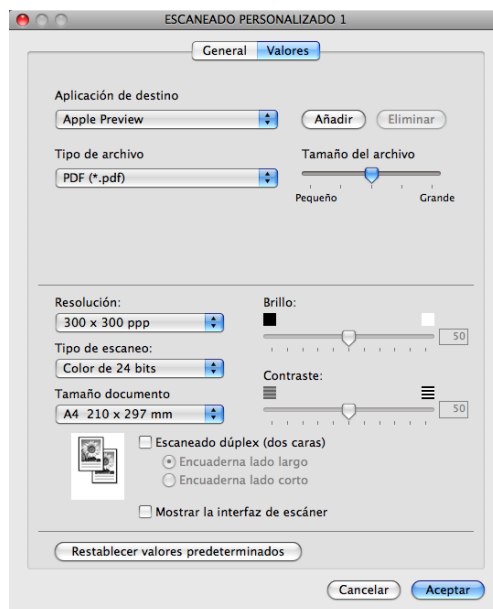 ESCANEADO PERSONALIZADO 1
General Valores
Aplicación de destino
Apple Preview Añadir Eliminar
Tipo de archivo Tamaño del archivo
PDF (*.pdf)
Pequeño Grande
Resolución: Brillo:
300 x 300 ppp
50
Tipo de escaneo:
Color de 24 bits
Contraste:
Tamaño documento
A4 210 x 297 mm 50
Escaneado dúplex (dos caras)
Encuaderna lado largo
Encuaderna lado corto
Mostrar la interfaz de escáner
Restablecer valores predeterminados
Cancelar Aceptar